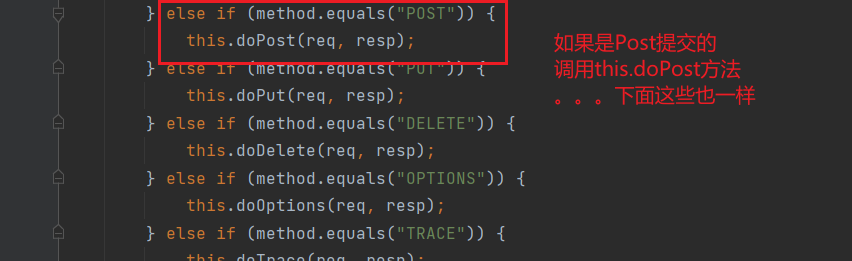 } else if (method.equals("POST")) {
this.doPost(req, resp);
} else if (method.equals("PUT")) {
this.doPut(req, resp);
} else if (method.equals("DELETE")) {
this.doDelete(req, resp);
} else if (method.equals("OPTIONS")) {
this.doOptions(req, resp);
} else if (method.equals("TRACE")) {
this.doTrace(req, resp);
如果是Post提交的
调用this.doPost方法
。。。下面这些也一样